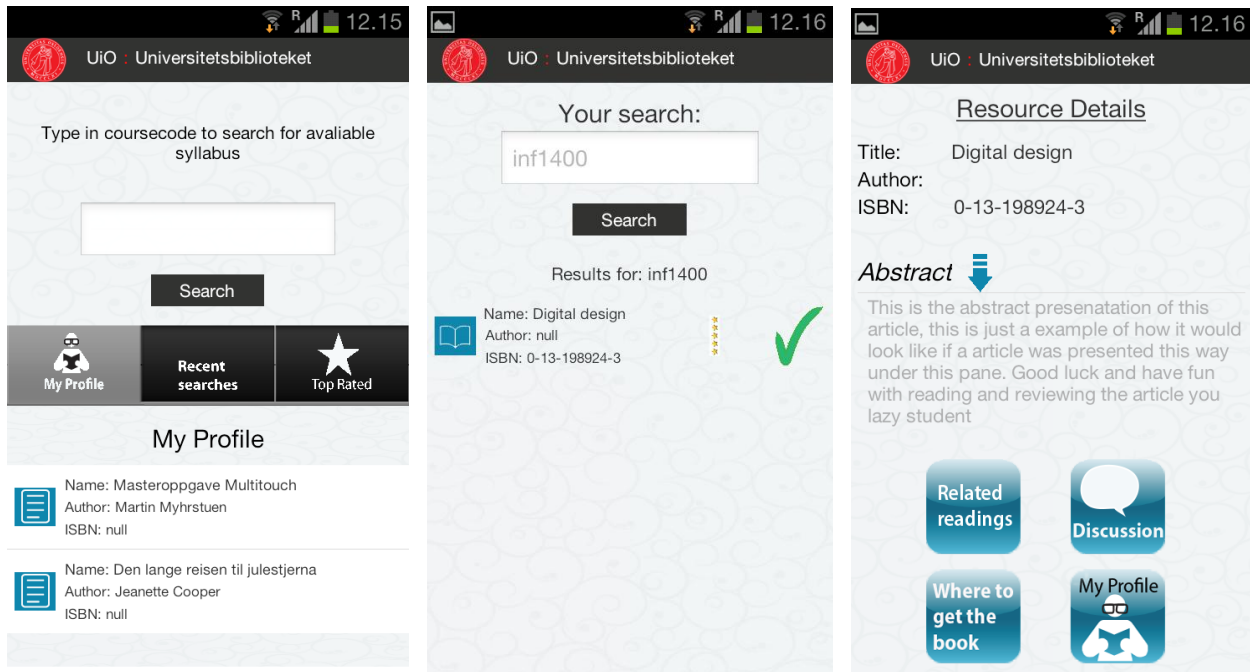 R 12.15
UiO : Universitetsbiblioteket
Type in coursecode to search for avaliable
syllabus
Search
My Profile
Recent
searches
Top Rated
My Profile
Name: Masteroppgave Multitouch
Author: Martin Myhrstuen
ISBN: null
Name: Den lange reisen til julestjerna
Author: Jeanette Cooper
ISBN: null
R 12.16
UiO : Universitetsbiblioteket
Your search:
inf1400
Search
Results for: inf1400
Name: Digital design
Author: null
ISBN: 0-13-198924-3
R 12.16
UiO : Universitetsbiblioteket
Resource Details
Title: Digital design
Author:
ISBN: 0-13-198924-3
Abstract
This is the abstract presenatation of this
article, this is just a example of how it would
look like if a article was presented this way
under this pane. Good luck and have fun
with reading and reviewing the article you
lazy student
Related
readings
Discussion
Where to
get the
book
My Profile